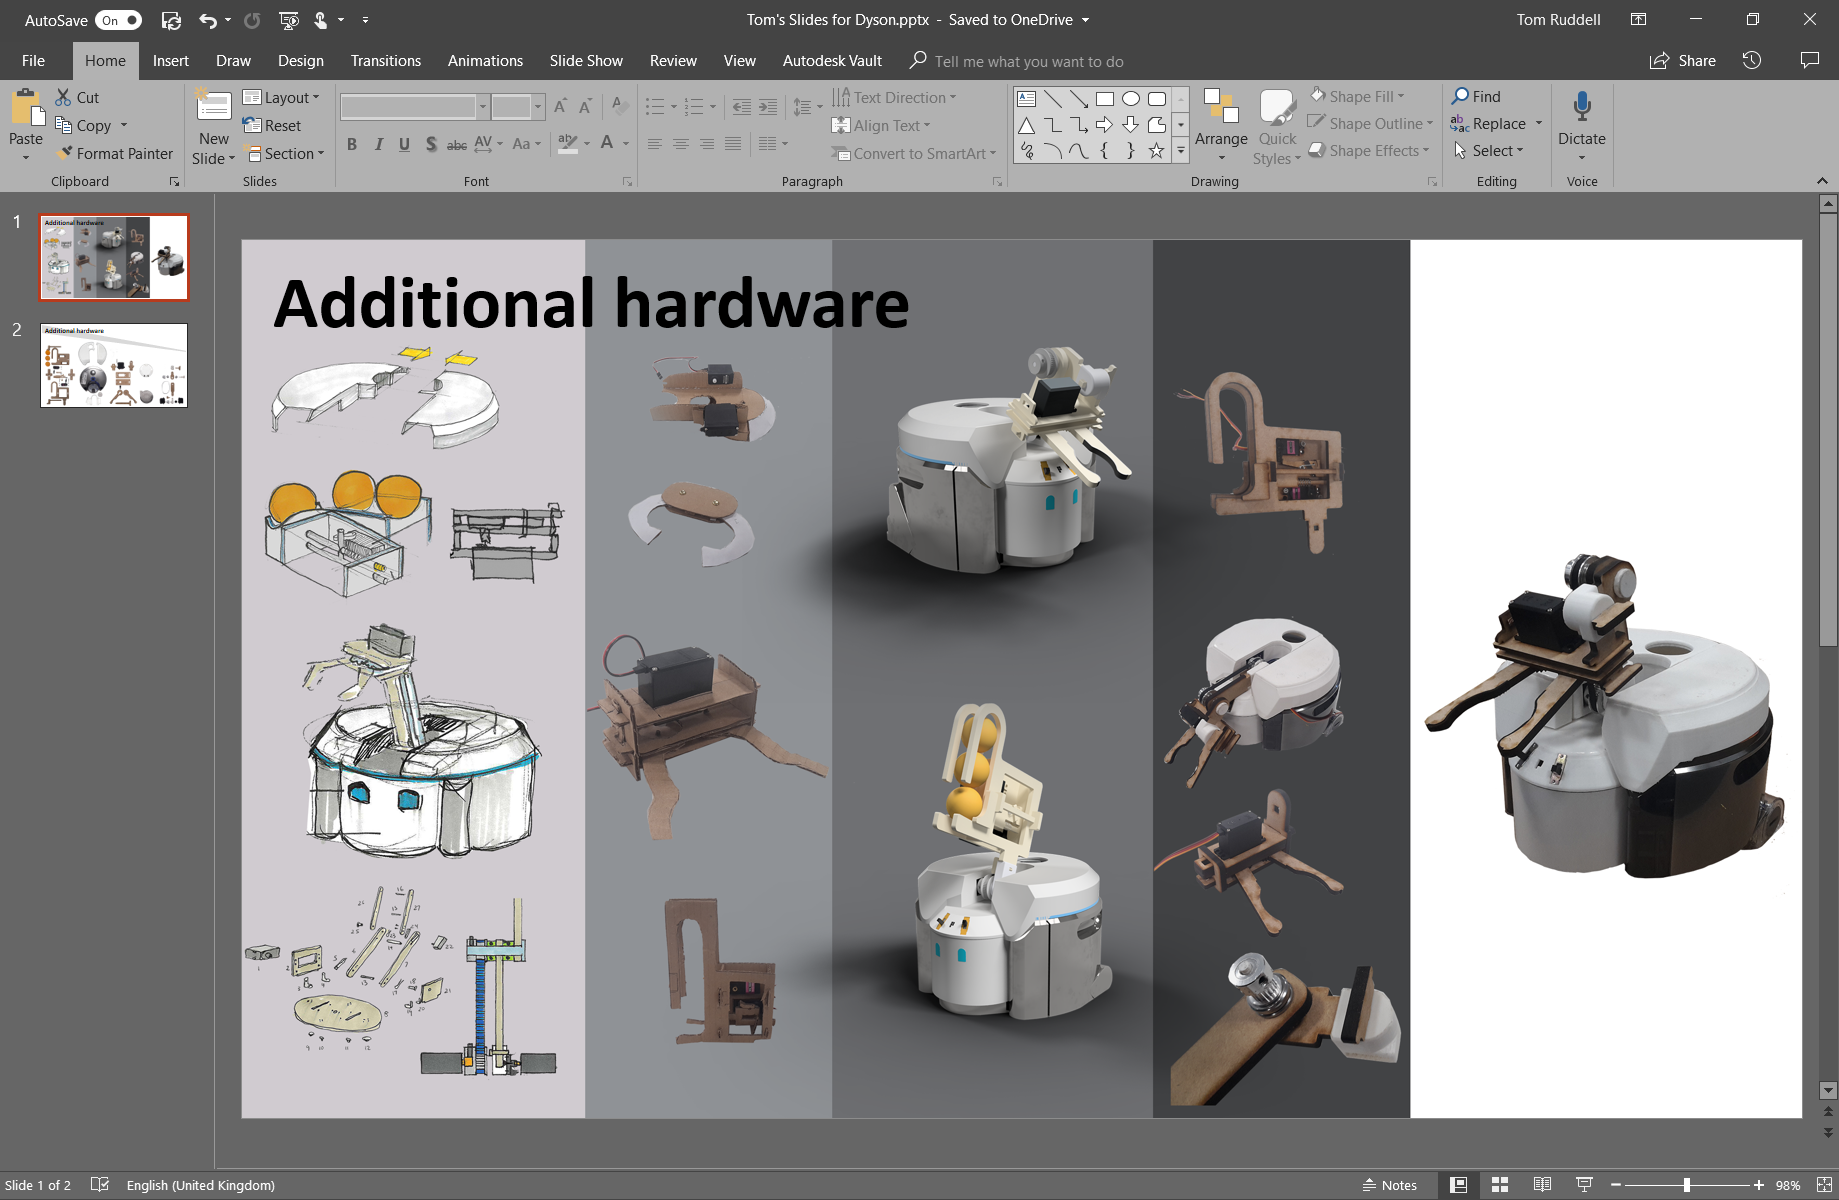 AutoSave On
Tom's Slides for Dyson.pptx - Saved to OneDrive
Tom Ruddell
File Home Insert Draw Design Transitions Animations Slide Show Review View Autodesk Vault Tell me what you want to do
Share
Paste
Cut
Copy
Format Painter
Clipboard
New Slide
Layout
Reset
Section
Slides
B I U S abc AV Aa A
Font
Text Direction
Align Text
Convert to SmartArt
Paragraph
Arrange
Quick Styles
Shape Fill
Shape Outline
Shape Effects
Drawing
Find
Replace
Select
Editing
Dictate
Voice
1
Additional hardware
2
Additional hardware
Additional hardware
Slide 1 of 2
English (United Kingdom)
Notes
98%